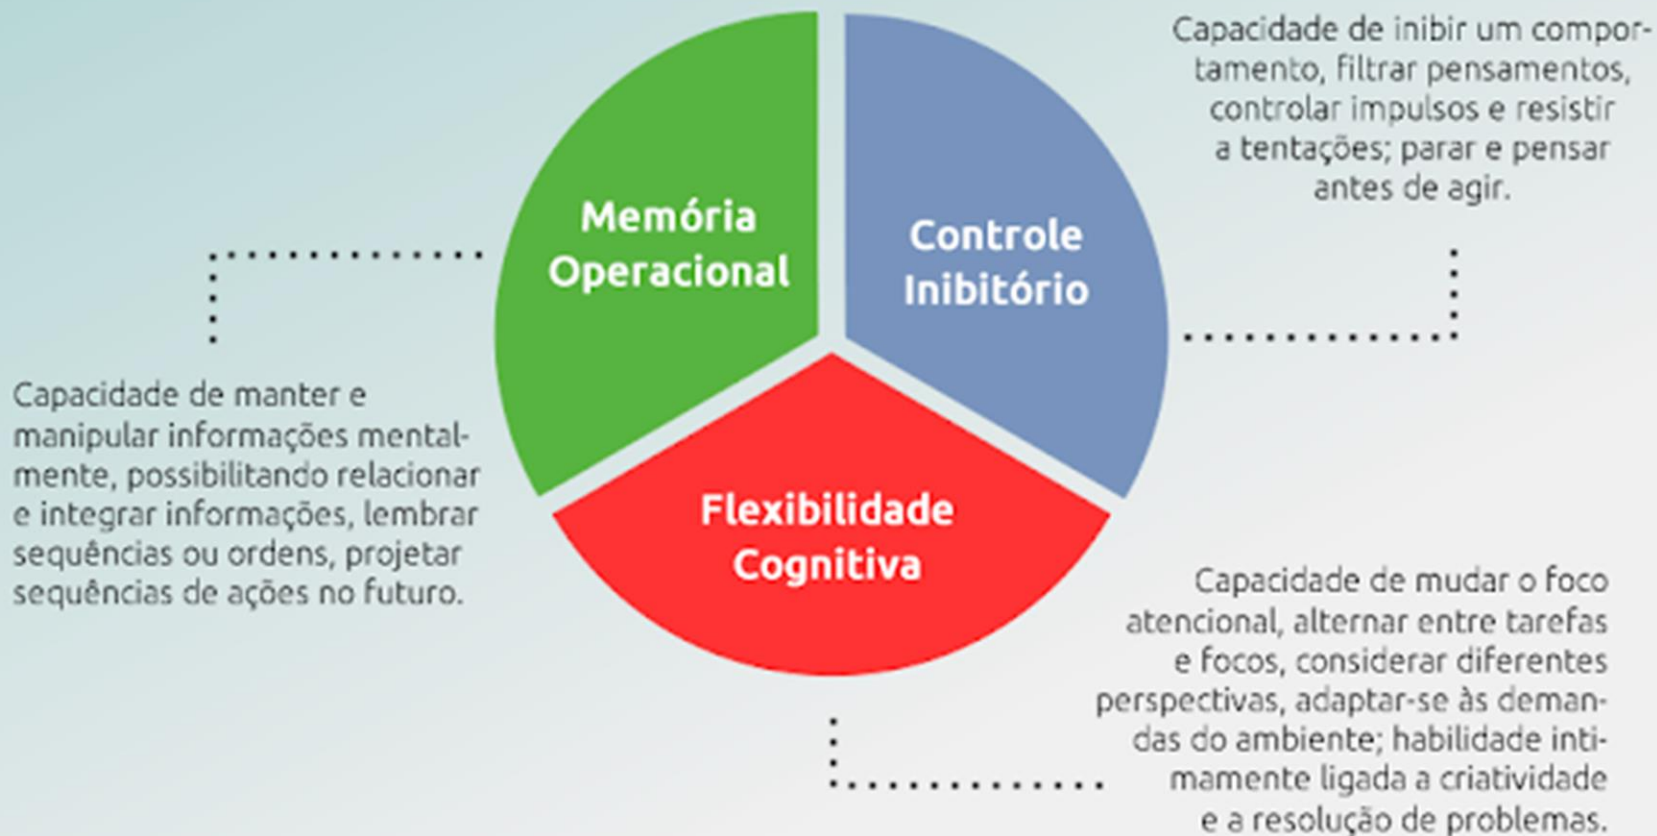 Memória
Operacional
Controle
Inibitório
Flexibilidade
Cognitiva
Capacidade de inibir um compor-
tamento, filtrar pensamentos,
controlar impulsos e resistir
a tentações; parar e pensar
antes de agir.
Capacidade de manter e
manipular informações mental-
mente, possibilitando relacionar
e integrar informações, lembrar
sequências ou ordens, projetar
sequências de ações no futuro.
Capacidade de mudar o foco
atencional, alternar entre tarefas
e focos, considerar diferentes
perspectivas, adaptar-se às deman-
das do ambiente; habilidade inti-
mamente ligada a criatividade
e a resolução de problemas.